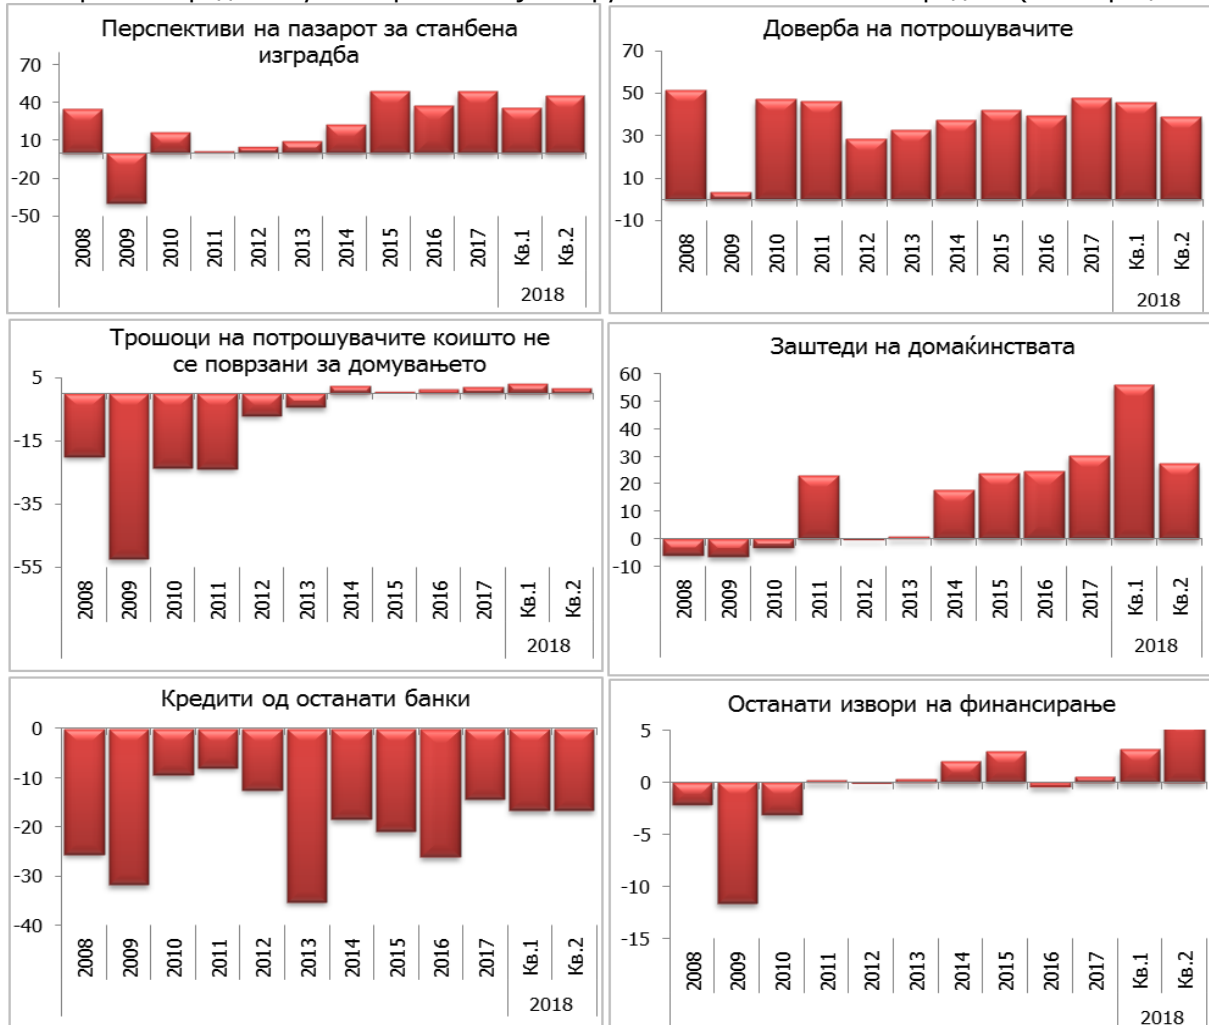 Перспективи на пазарот за станбена
изградба
70
40
10
-20
-50
2008 2009 2010 2011 2012 2013 2014 2015 2016 2017 Кв.1 Кв.2
2018
Доверба на потрошувачите
70
50
30
10
-10
2008 2009 2010 2011 2012 2013 2014 2015 2016 2017 Кв.1 Кв.2
2018
Трошоци на потрошувачите коишто не
се поврзани за домувањето
5
-15
-35
-55
2008 2009 2010 2011 2012 2013 2014 2015 2016 2017 Кв.1 Кв.2
2018
Заштеди на домаќинствата
60
50
40
30
20
10
0
-10
2008 2009 2010 2011 2012 2013 2014 2015 2016 2017 Кв.1 Кв.2
2018
Кредити од останати банки
0
-10
-20
-30
-40
2008 2009 2010 2011 2012 2013 2014 2015 2016 2017 Кв.1 Кв.2
2018
Останати извори на финансирање
5
0
-5
-10
-15
2008 2009 2010 2011 2012 2013 2014 2015 2016 2017 Кв.1 Кв.2
2018